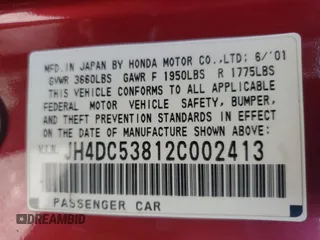 MFD. IN JAPAN BY HONDA MOTOR CO.,LTD; 6/'01
GVWR 3660LBS GAWR F 1950LBS R 1775LBS
THIS VEHICLE CONFORMS TO ALL APPLICABLE
FEDERAL MOTOR VEHICLE SAFETY, BUMPER,
AND THEFT PREVENTION STANDARDS IN EFFECT
ON THE DATE OF MANUFACTURE SHOWN ABOVE.
V.I.N. JH4DC53812C002413
PASSENGER CAR
DREAMBID